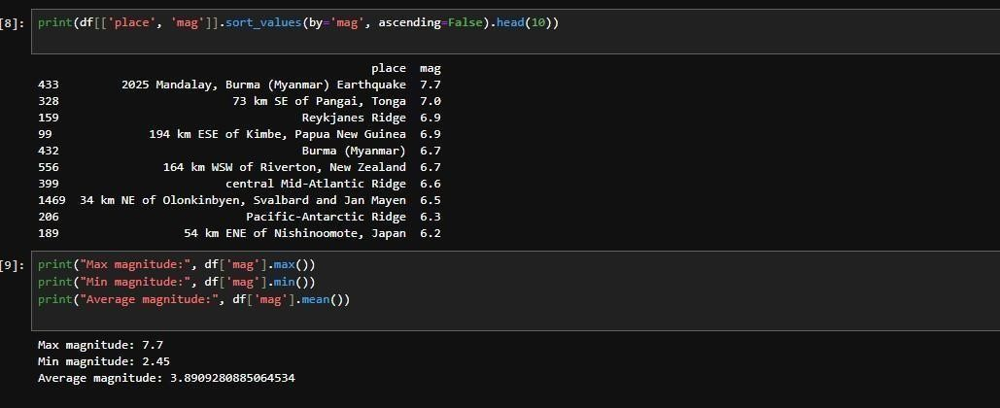 [8]: print(df[['place', 'mag']].sort_values(by='mag', ascending=False).head(10))
place mag
433 2025 Mandalay, Burma (Myanmar) Earthquake 7.7
328 73 km SE of Pangai, Tonga 7.0
159 Reykjanes Ridge 6.9
99 194 km ESE of Kimbe, Papua New Guinea 6.9
432 Burma (Myanmar) 6.7
556 164 km WSW of Riverton, New Zealand 6.7
399 central Mid-Atlantic Ridge 6.6
1469 34 km NE of Olonkinbyen, Svalbard and Jan Mayen 6.5
206 Pacific-Antarctic Ridge 6.3
189 54 km ENE of Nishinoomote, Japan 6.2
[9]: print("Max magnitude:", df['mag'].max())
print("Min magnitude:", df['mag'].min())
print("Average magnitude:", df['mag'].mean())
Max magnitude: 7.7
Min magnitude: 2.45
Average magnitude: 3.8909280885064534